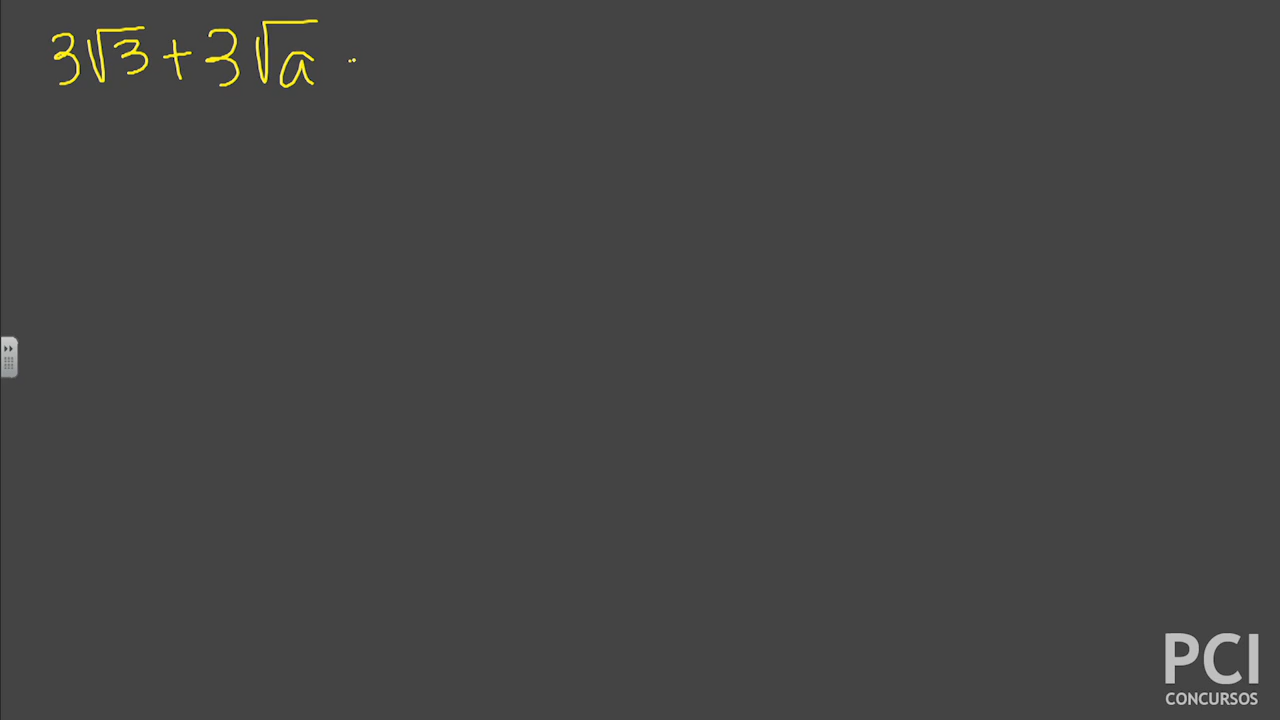 3√3 + 3√a
PCI
CONCURSOS